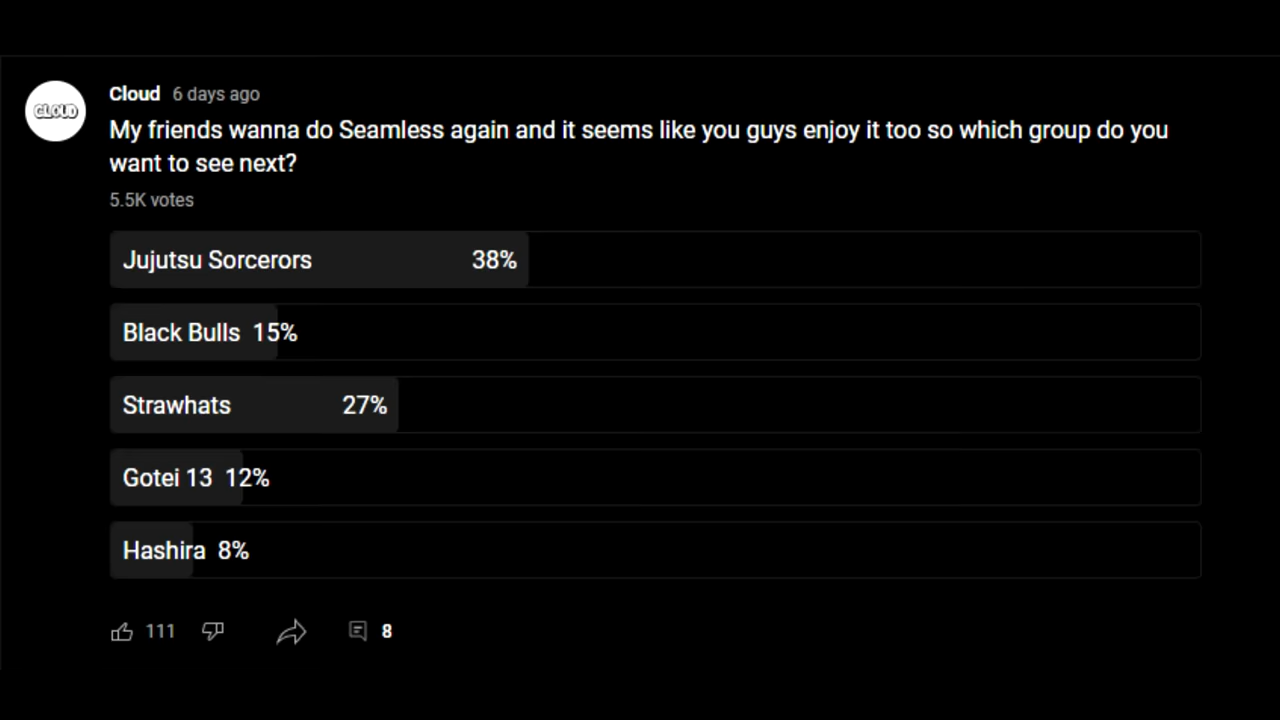 CLOUD
Cloud 6 days ago
My friends wanna do Seamless again and it seems like you guys enjoy it too so which group do you
want to see next?
5.5K votes
Jujutsu Sorcerors 38%
Black Bulls 15%
Strawhats 27%
Gotei 13 12%
Hashira 8%
111 8